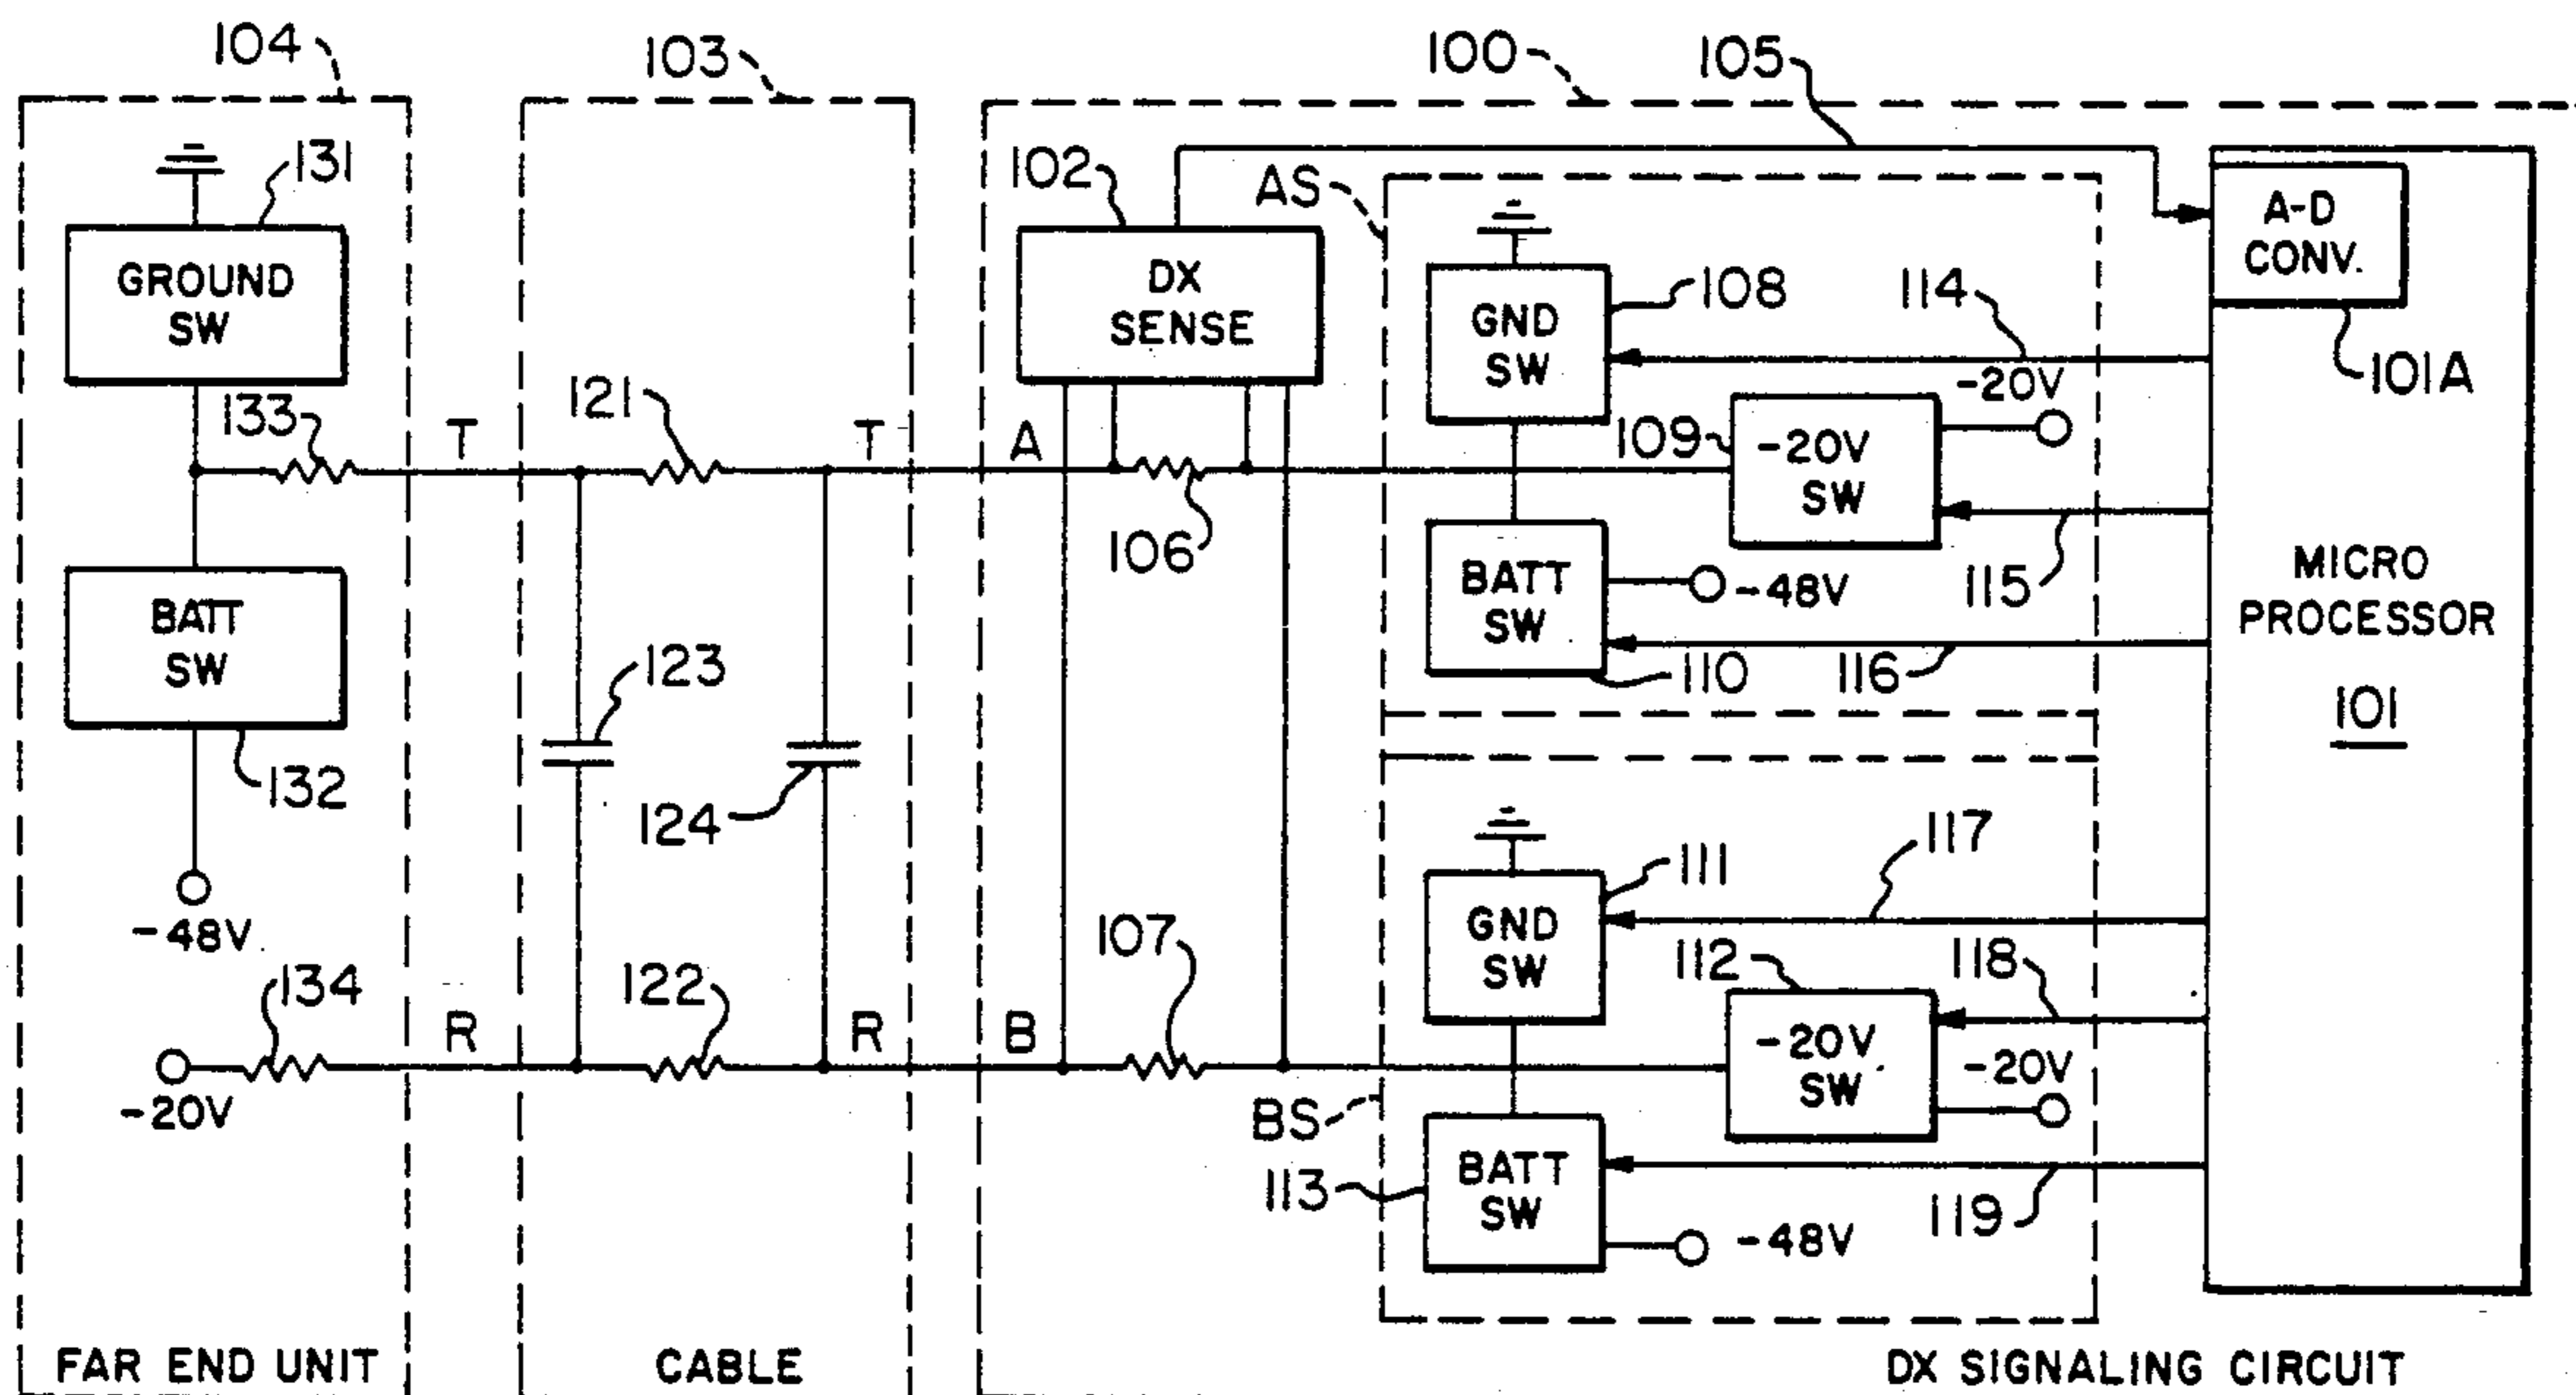 104
103
100
105
131
102
AS
A-D
CONV.
GROUND
SW
DX
SENSE
GND
SW
108
114
-20V
101A
133
T
121
T
A
106
109
-20V
SW
115
BATT
SW
-48V
116
110
MICRO
PROCESSOR
101
BATT
SW
132
-48V
123
124
117
111
GND
SW
107
112
118
-20V
SW
-20V
134
-20V
R
122
R
B
BS
113
BATT
SW
119
-48V
FAR END UNIT
CABLE
DX SIGNALING CIRCUIT